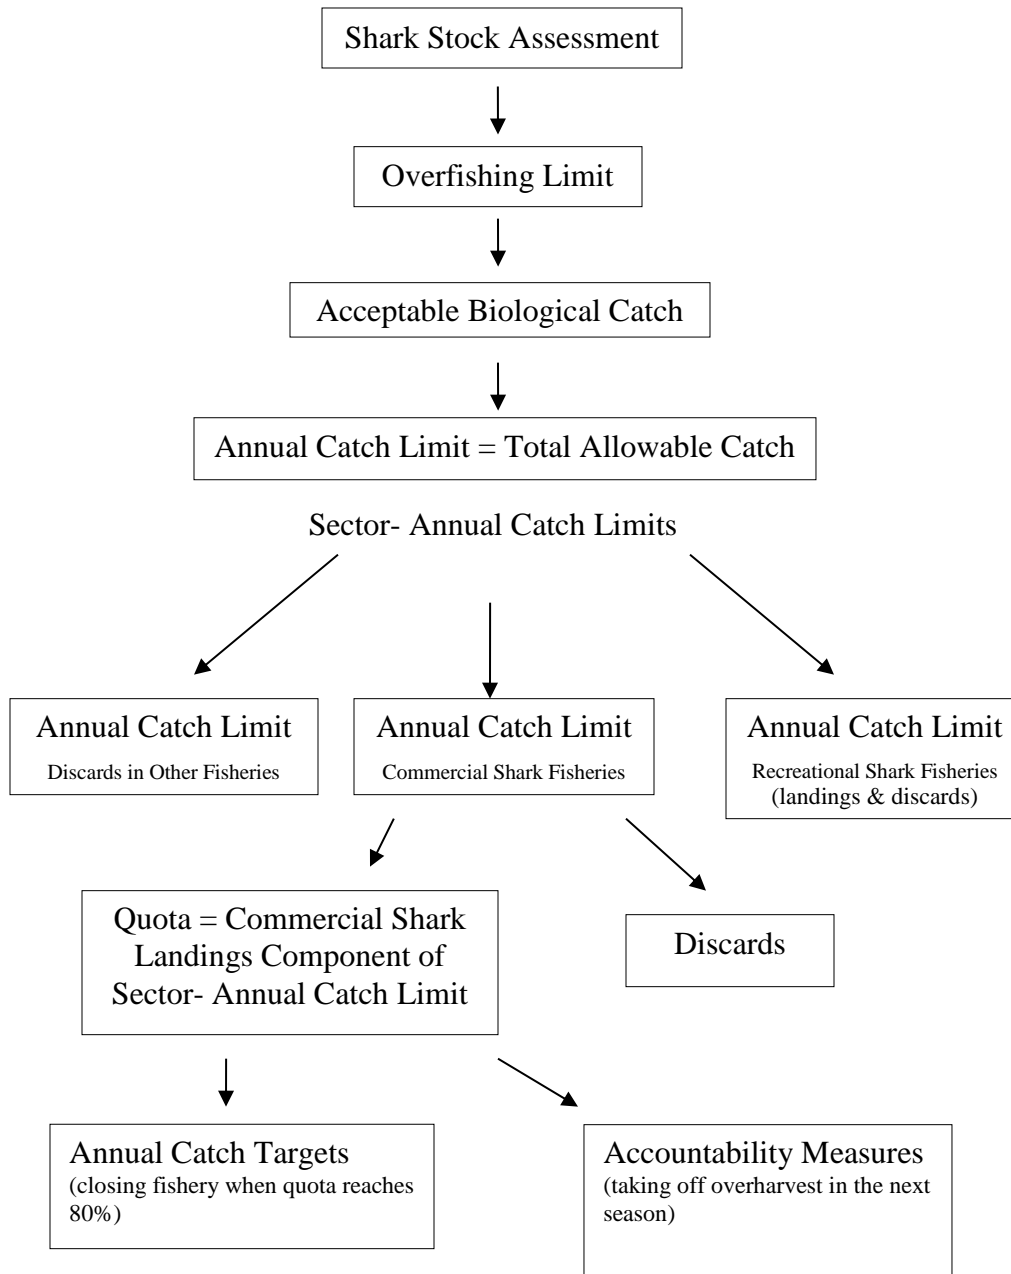 Shark Stock Assessment
Overfishing Limit
Acceptable Biological Catch
Annual Catch Limit = Total Allowable Catch
Sector- Annual Catch Limits
Annual Catch Limit
Discards in Other Fisheries
Annual Catch Limit
Commercial Shark Fisheries
Annual Catch Limit
Recreational Shark Fisheries
(landings & discards)
Quota = Commercial Shark
Landings Component of
Sector- Annual Catch Limit
Discards
Annual Catch Targets
(closing fishery when quota reaches
80%)
Accountability Measures
(taking off overharvest in the next
season)